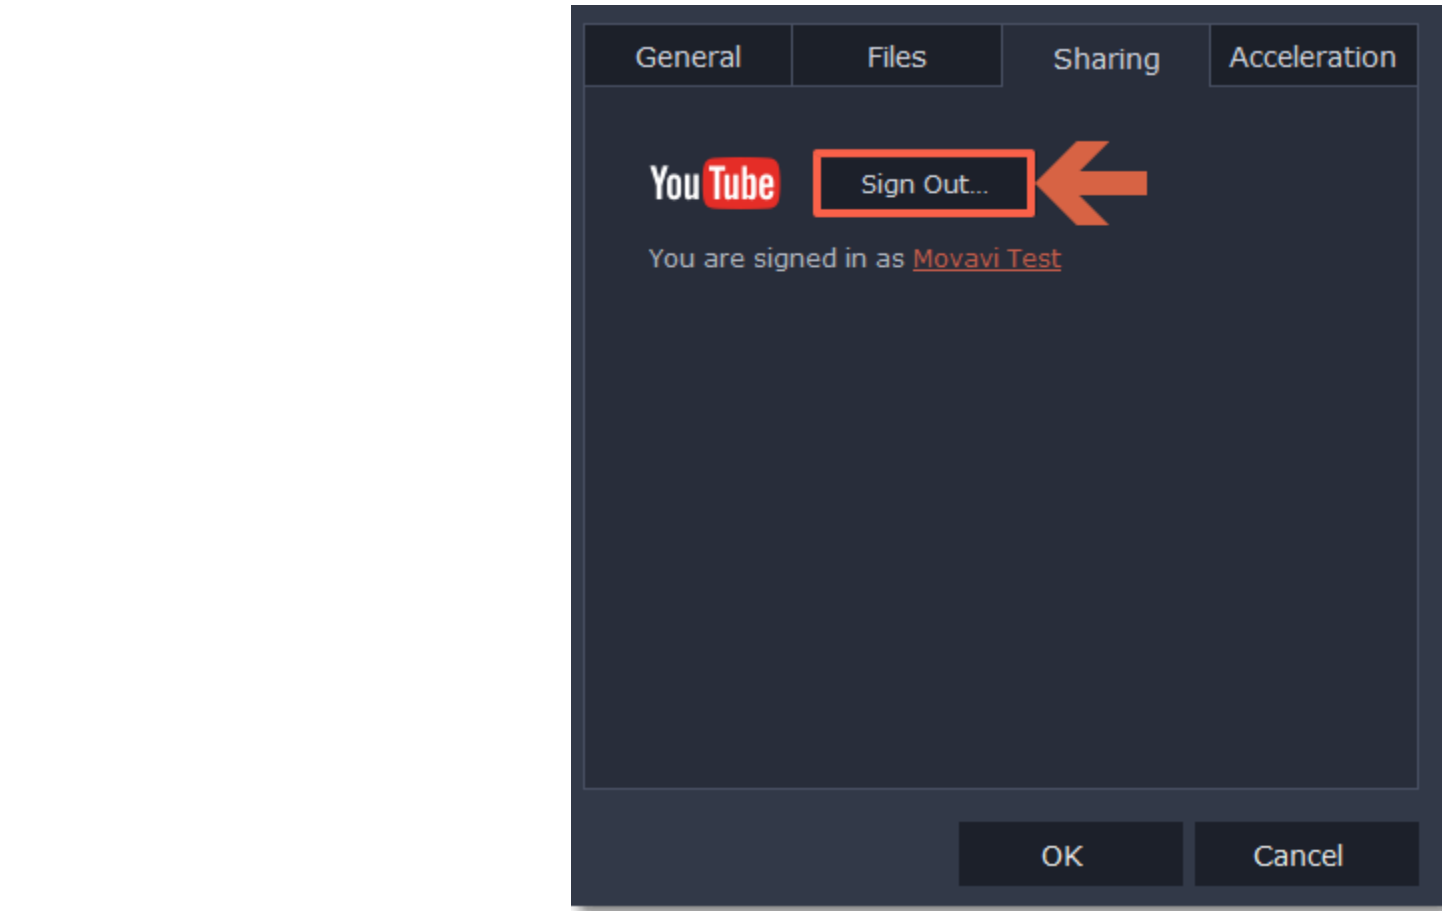 General Files Sharing Acceleration
YouTube Sign Out...
You are signed in as Movavi Test
OK Cancel